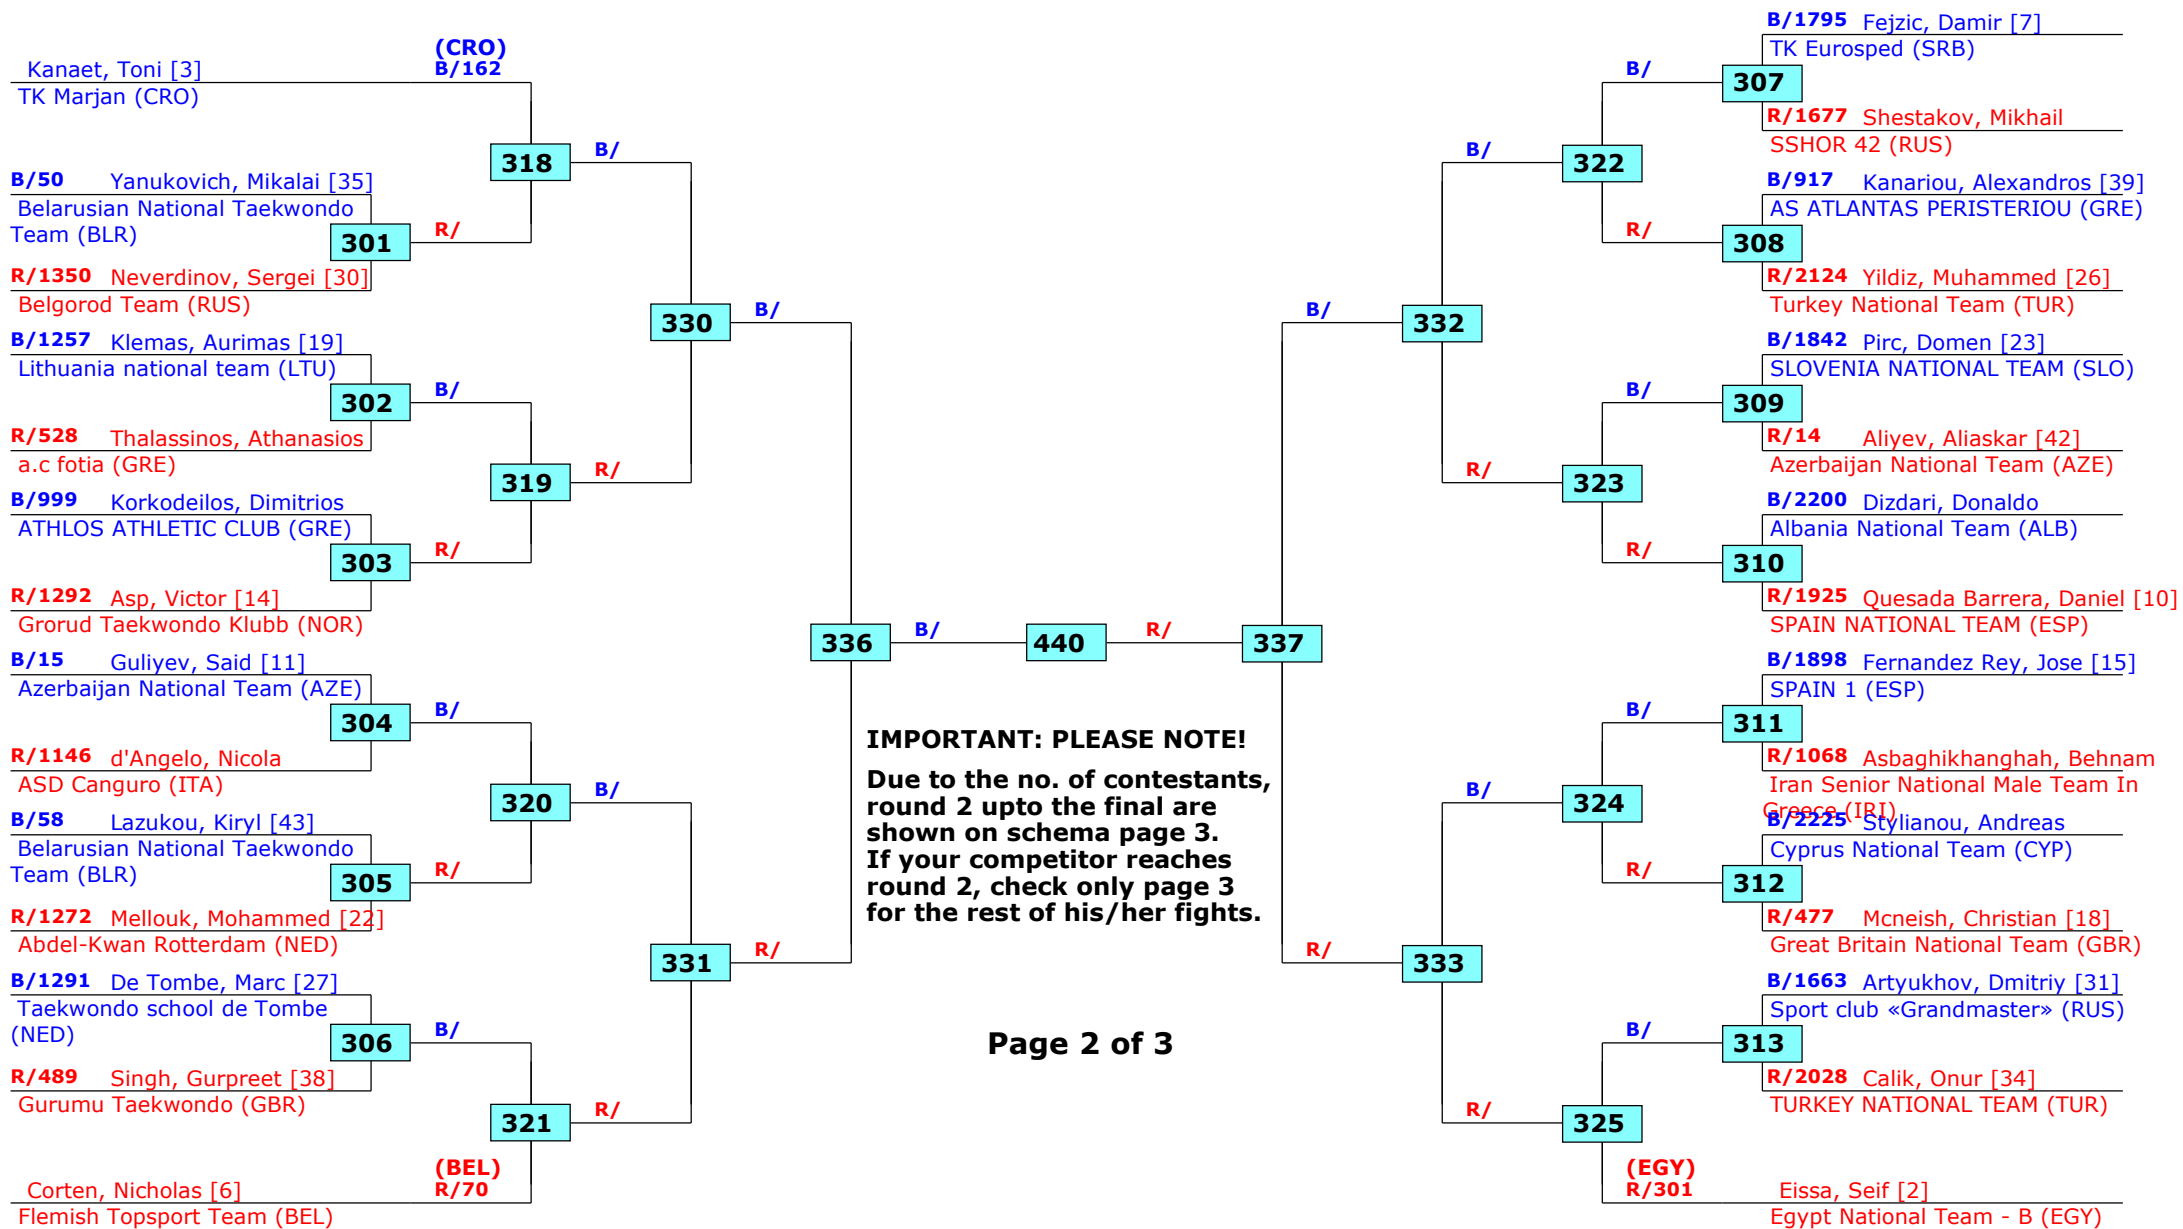 (CRO)
Kanaet, Toni [3]
B/162
TK Marjan (CRO)
318
B/
B/50 Yanukovich, Mikalai [35]
Belarusian National Taekwondo
Team (BLR)
301
R/
R/1350 Neverdinov, Sergei [30]
Belgorod Team (RUS)
330
B/
B/1257 Klemas, Aurimas [19]
Lithuania national team (LTU)
302
B/
R/528 Thalassinos, Athanasios
a.c fotia (GRE)
319
R/
B/999 Korkodeilos, Dimitrios
ATHLOS ATHLETIC CLUB (GRE)
303
R/
R/1292 Asp, Victor [14]
Grorud Taekwondo Klubb (NOR)
336
B/
440
R/
337
B/15 Guliyev, Said [11]
Azerbaijan National Team (AZE)
304
B/
R/1146 d'Angelo, Nicola
ASD Canguro (ITA)
320
B/
B/58 Lazukou, Kiryl [43]
Belarusian National Taekwondo
Team (BLR)
305
R/
R/1272 Mellouk, Mohammed [22]
Abdel-Kwan Rotterdam (NED)
331
R/
B/1291 De Tombe, Marc [27]
Taekwondo school de Tombe
(NED)
306
B/
R/489 Singh, Gurpreet [38]
Gurumu Taekwondo (GBR)
321
R/
(BEL)
Corten, Nicholas [6]
R/70
Flemish Topsport Team (BEL)
IMPORTANT: PLEASE NOTE!
Due to the no. of contestants,
round 2 upto the final are
shown on schema page 3.
If your competitor reaches
round 2, check only page 3
for the rest of his/her fights.
Page 2 of 3
B/1795 Fejzic, Damir [7]
TK Eurosped (SRB)
B/
307
R/1677 Shestakov, Mikhail
SSHOR 42 (RUS)
B/
322
B/917 Kanariou, Alexandros [39]
AS ATLANTAS PERISTERIOU (GRE)
R/
308
R/2124 Yildiz, Muhammed [26]
Turkey National Team (TUR)
B/
332
B/1842 Pirc, Domen [23]
SLOVENIA NATIONAL TEAM (SLO)
B/
309
R/14 Aliyev, Aliaskar [42]
Azerbaijan National Team (AZE)
R/
323
B/2200 Dizdari, Donaldo
Albania National Team (ALB)
R/
310
R/1925 Quesada Barrera, Daniel [10]
SPAIN NATIONAL TEAM (ESP)
B/1898 Fernandez Rey, Jose [15]
SPAIN 1 (ESP)
B/
311
R/1068 Asbaghikhanghah, Behnam
Iran Senior National Male Team In
Greece (IRI)
B/
324
B/2225 Stylianou, Andreas
Cyprus National Team (CYP)
R/
312
R/477 Mcneish, Christian [18]
Great Britain National Team (GBR)
R/
333
B/1663 Artyukhov, Dmitriy [31]
Sport club «Grandmaster» (RUS)
B/
313
R/2028 Calik, Onur [34]
TURKEY NATIONAL TEAM (TUR)
R/
325
(EGY)
R/301
Eissa, Seif [2]
Egypt National Team - B (EGY)